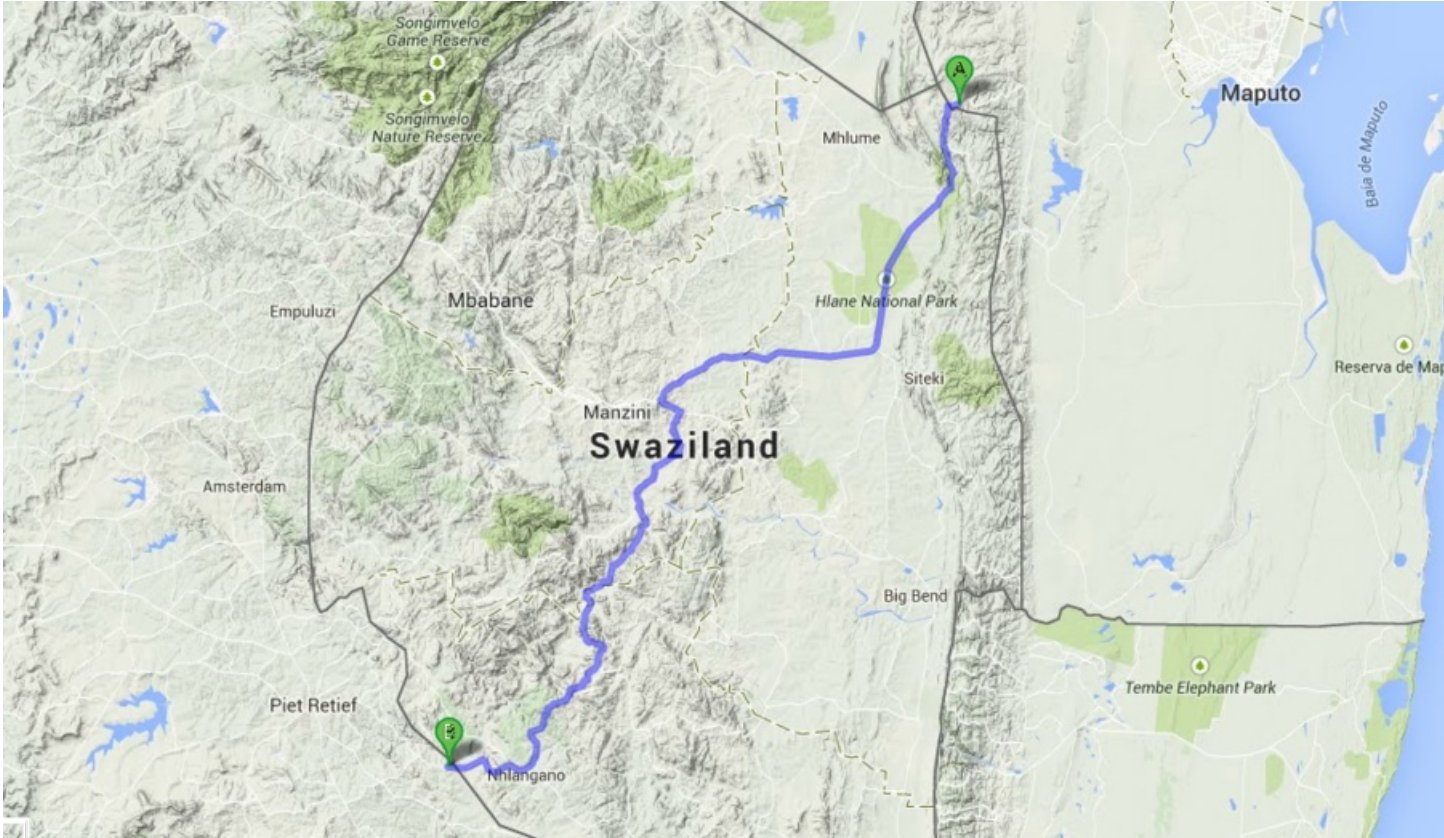 Songimvelo
Game Reserve
Songimvelo
Nature Reserve
A
Maputo
Baía de Maputo
Mhlume
Mbabane
Empuluzi
Hlane National Park
Reserva de Map
Siteki
Manzini
Swaziland
Amsterdam
Big Bend
Tembe Elephant Park
Piet Retief
Nhlangano